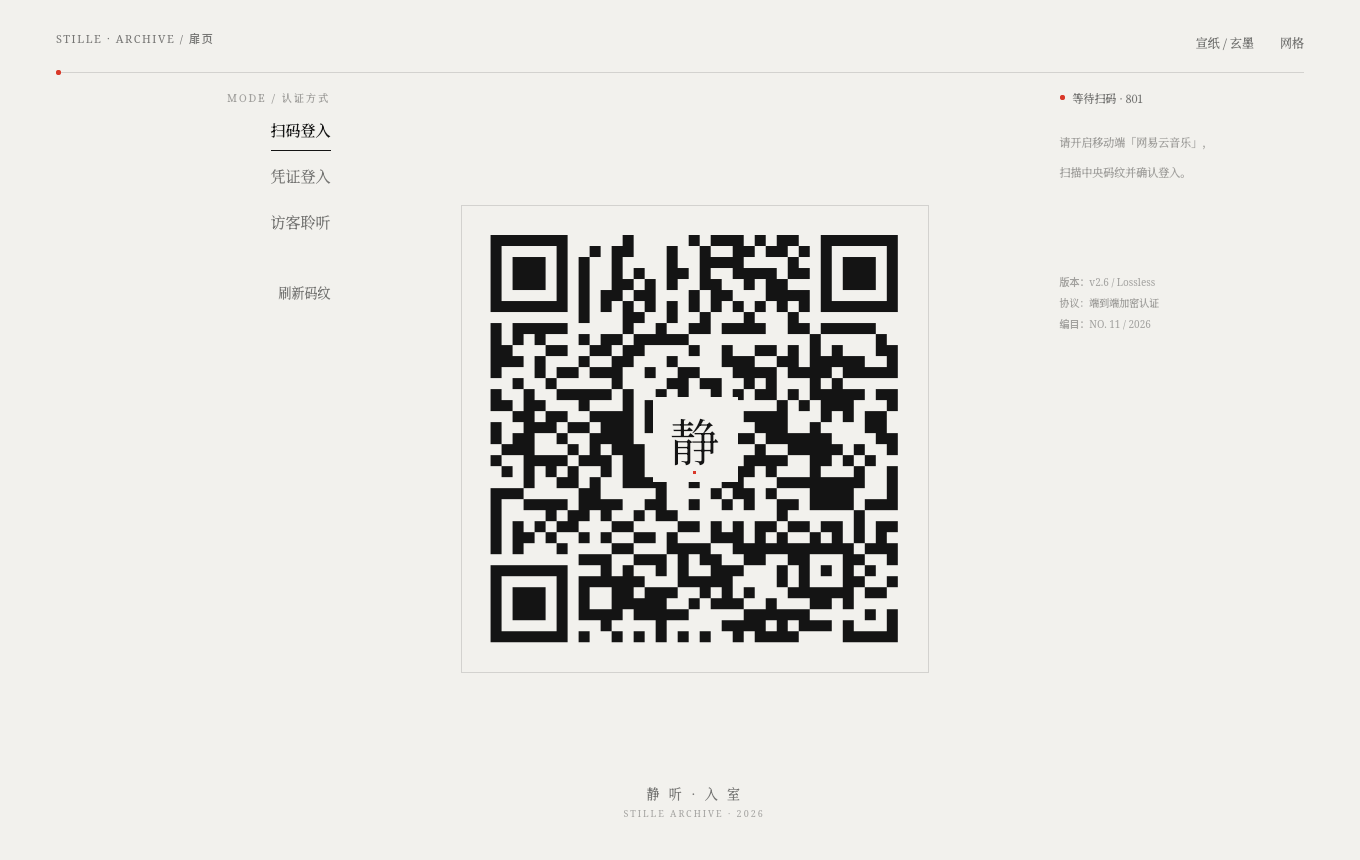 STILLE · ARCHIVE / 扉页
宣纸 / 玄墨
网格
MODE / 认证方式
扫码登入
凭证登入
访客聆听
刷新码纹
静
等待扫码 · 801
请开启移动端「网易云音乐」，
扫描中央码纹并确认登入。
版本： v2.6 / Lossless
协议： 端到端加密认证
编目： NO. 11 / 2026
静 听 · 入 室
STILLE ARCHIVE · 2026